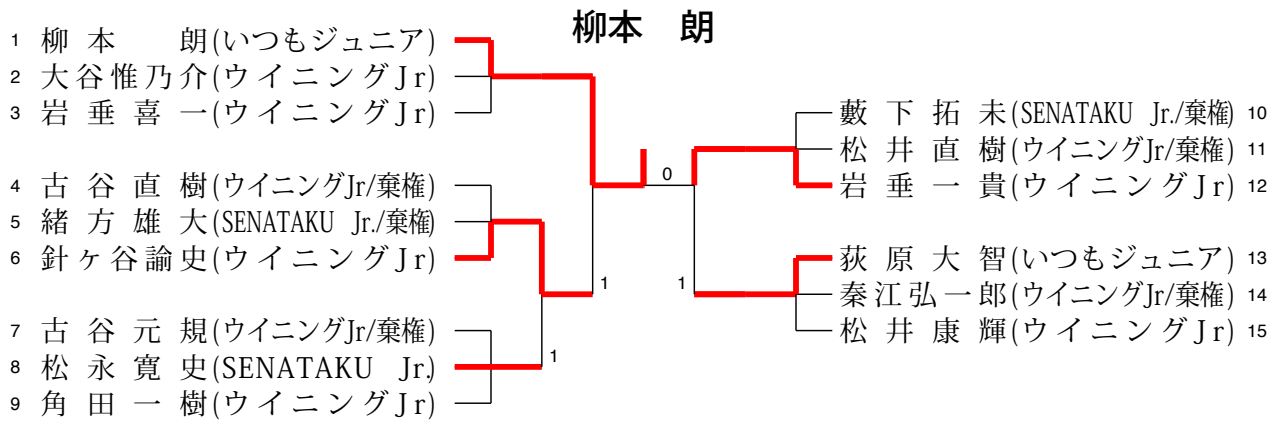 柳本　朗
1 柳本　朗(いつもジュニア)
2 大谷惟乃介(ウイニングJr)
3 岩垂喜一(ウイニングJr)
4 古谷直樹(ウイニングJr/棄権)
5 緒方雄大(SENATAKU Jr./棄権)
6 針ヶ谷諭史(ウイニングJr)
7 古谷元規(ウイニングJr/棄権)
8 松永寛史(SENATAKU Jr.)
9 角田一樹(ウイニングJr)
1
1
0
1
藪下拓未(SENATAKU Jr./棄権) 10
松井直樹(ウイニングJr/棄権) 11
岩垂一貴(ウイニングJr) 12
荻原大智(いつもジュニア) 13
秦江弘一郎(ウイニングJr/棄権) 14
松井康輝(ウイニングJr) 15